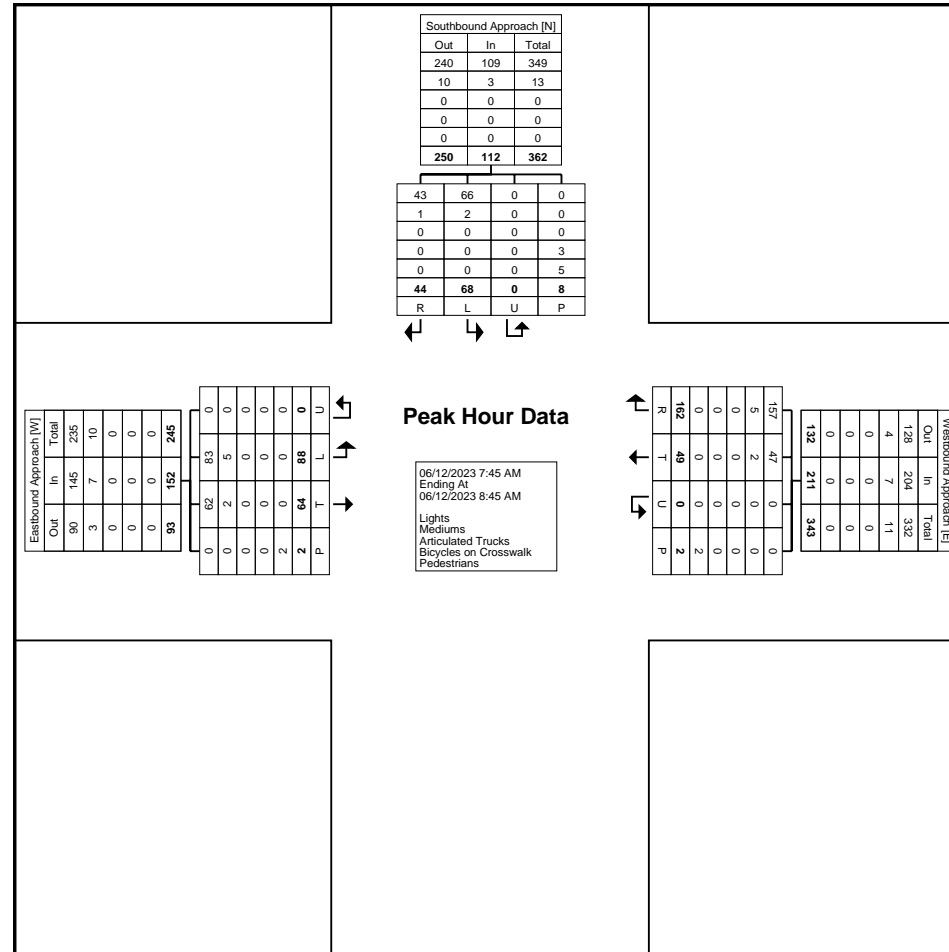 Southbound Approach [N]
Out In Total
240 109 349
10 3 13
0 0 0
0 0 0
0 0 0
250 112 362
43 66 0 0
1 2 0 0
0 0 0 0
0 0 0 3
0 0 0 5
44 68 0 8
R L U P
Eastbound Approach [W]
Total In Out
235 145 90
10 7 3
0 0 0
0 0 0
0 0 0
245 152 93
0 83 62 0
0 5 2 0
0 0 0 0
0 0 0 0
0 0 0 2
0 88 64 2
U L T P
Peak Hour Data
06/12/2023 7:45 AM
Ending At
06/12/2023 8:45 AM
Lights
Mediums
Articulated Trucks
Bicycles on Crosswalk
Pedestrians
Westbound Approach [E]
Out In Total
128 204 332
4 7 11
0 0 0
0 0 0
0 0 0
132 211 343
157 47 0 0
5 2 0 0
0 0 0 0
0 0 0 0
0 0 0 2
162 49 0 2
R T U P